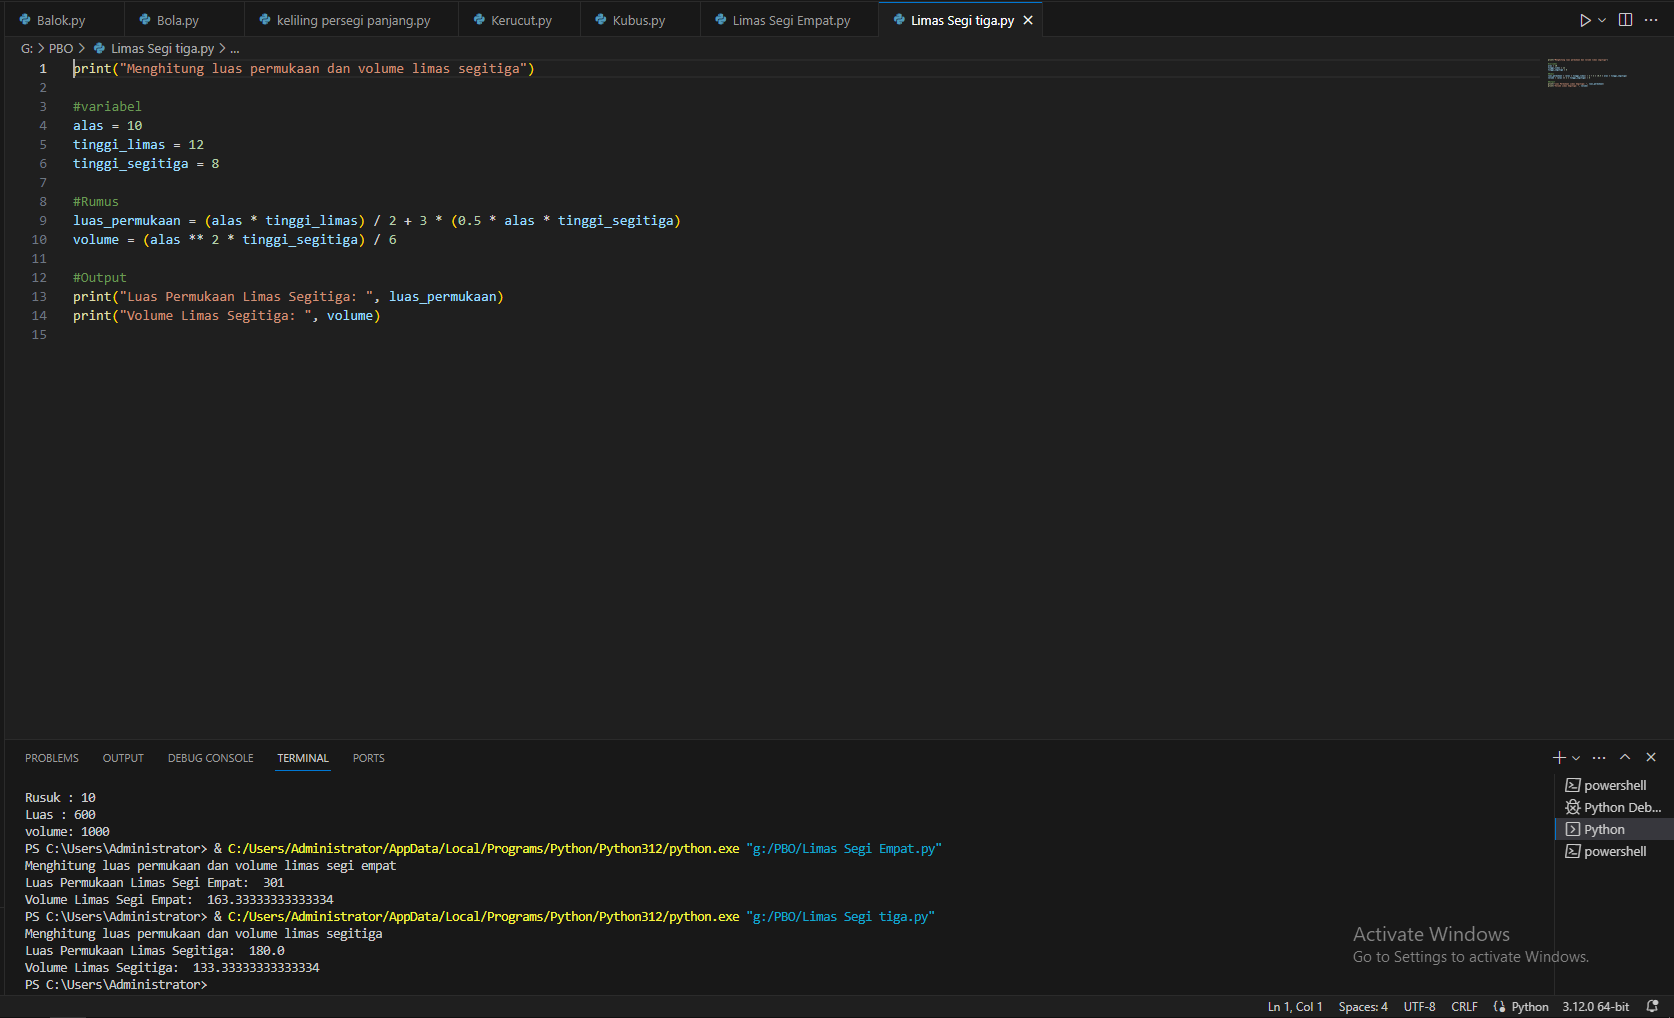 Balok.py Bola.py keliling persegi panjang.py Kerucut.py Kubus.py Limas Segi Empat.py Limas Segi tiga.py
G: > PBO > Limas Segi tiga.py > ...
1 print("Menghitung luas permukaan dan volume limas segitiga")
2
3 #variabel
4 alas = 10
5 tinggi_limas = 12
6 tinggi_segitiga = 8
7
8 #Rumus
9 luas_permukaan = (alas * tinggi_limas) / 2 + 3 * (0.5 * alas * tinggi_segitiga)
10 volume = (alas ** 2 * tinggi_segitiga) / 6
11
12 #Output
13 print("Luas Permukaan Limas Segitiga: ", luas_permukaan)
14 print("Volume Limas Segitiga: ", volume)
15
PROBLEMS OUTPUT DEBUG CONSOLE TERMINAL PORTS
Rusuk : 10
Luas : 600
volume: 1000
PS C:\Users\Administrator> & C:/Users/Administrator/AppData/Local/Programs/Python/Python312/python.exe "g:/PBO/Limas Segi Empat.py"
Menghitung luas permukaan dan volume limas segi empat
Luas Permukaan Limas Segi Empat:  301
Volume Limas Segi Empat:  163.33333333333334
PS C:\Users\Administrator> & C:/Users/Administrator/AppData/Local/Programs/Python/Python312/python.exe "g:/PBO/Limas Segi tiga.py"
Menghitung luas permukaan dan volume limas segitiga
Luas Permukaan Limas Segitiga:  180.0
Volume Limas Segitiga:  133.33333333333334
PS C:\Users\Administrator>
powershell
Python Deb...
Python
powershell
Activate Windows
Go to Settings to activate Windows.
Ln 1, Col 1 Spaces: 4 UTF-8 CRLF Python 3.12.0 64-bit